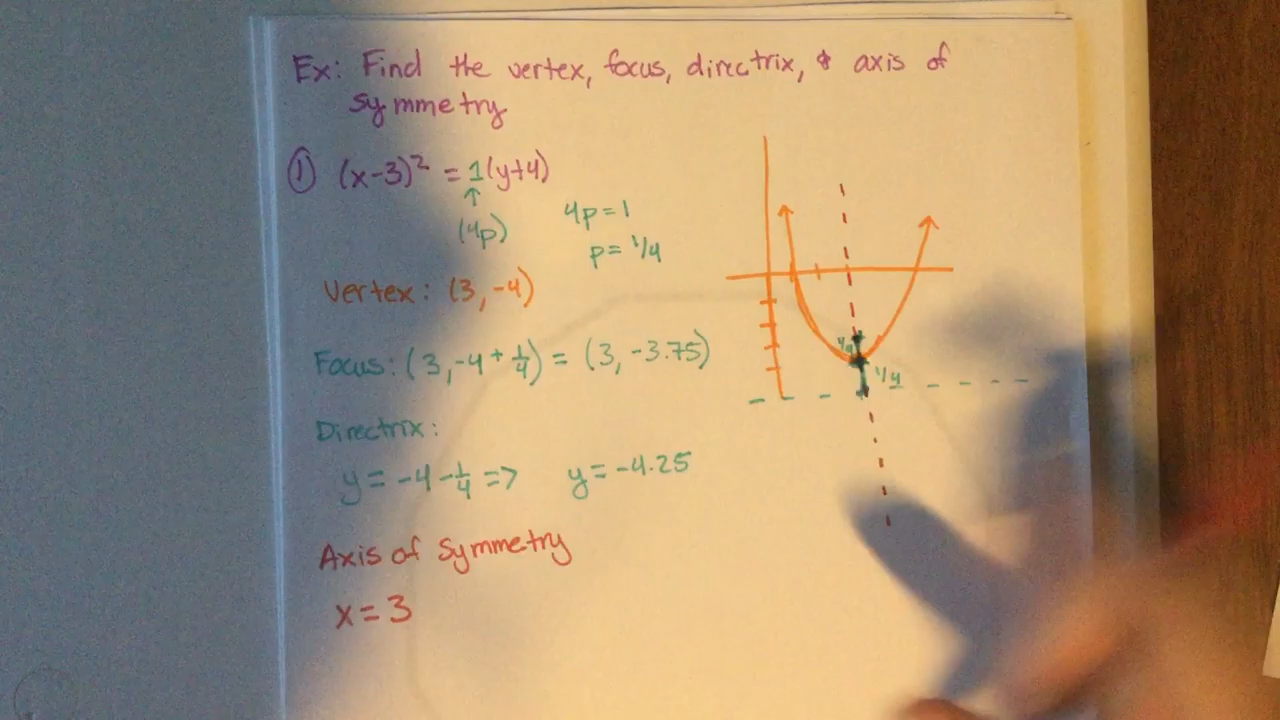 Ex: Find the vertex, focus, directrix, & axis of
symmetry
① (x-3)² = 1(y+4)
↑
(4p)
4p=1
p= 1/4
Vertex: (3, -4)
Focus: (3, -4 + 1/4) = (3, -3.75)
Directrix:
y = -4 - 1/4 => y = -4.25
Axis of Symmetry
x = 3
1/4
1/4